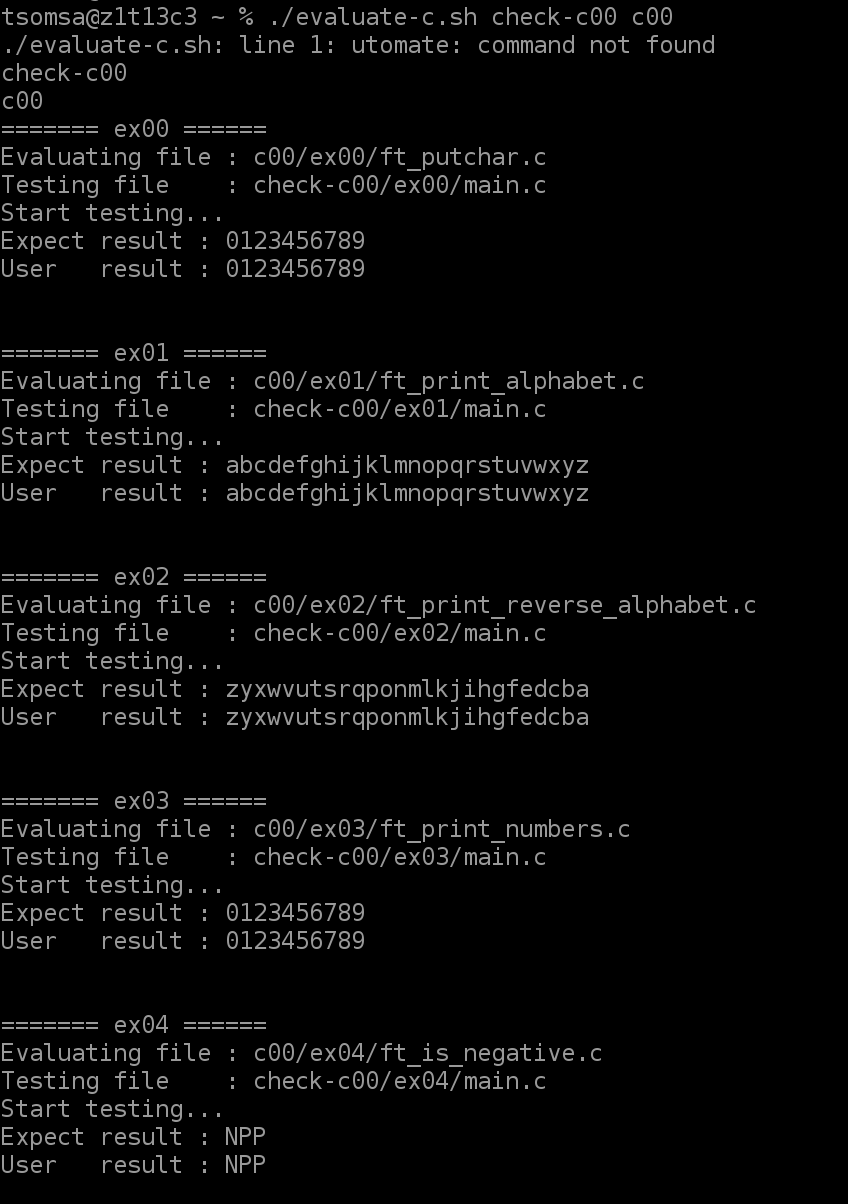 tsomsa@z1t13c3 ~ % ./evaluate-c.sh check-c00 c00
./evaluate-c.sh: line 1: utomate: command not found
check-c00
c00
======= ex00 ======
Evaluating file : c00/ex00/ft_putchar.c
Testing file    : check-c00/ex00/main.c
Start testing...
Expect result : 0123456789
User   result : 0123456789
======= ex01 ======
Evaluating file : c00/ex01/ft_print_alphabet.c
Testing file    : check-c00/ex01/main.c
Start testing...
Expect result : abcdefghijklmnopqrstuvwxyz
User   result : abcdefghijklmnopqrstuvwxyz
======= ex02 ======
Evaluating file : c00/ex02/ft_print_reverse_alphabet.c
Testing file    : check-c00/ex02/main.c
Start testing...
Expect result : zyxwvutsrqponmlkjihgfedcba
User   result : zyxwvutsrqponmlkjihgfedcba
======= ex03 ======
Evaluating file : c00/ex03/ft_print_numbers.c
Testing file    : check-c00/ex03/main.c
Start testing...
Expect result : 0123456789
User   result : 0123456789
======= ex04 ======
Evaluating file : c00/ex04/ft_is_negative.c
Testing file    : check-c00/ex04/main.c
Start testing...
Expect result : NPP
User   result : NPP